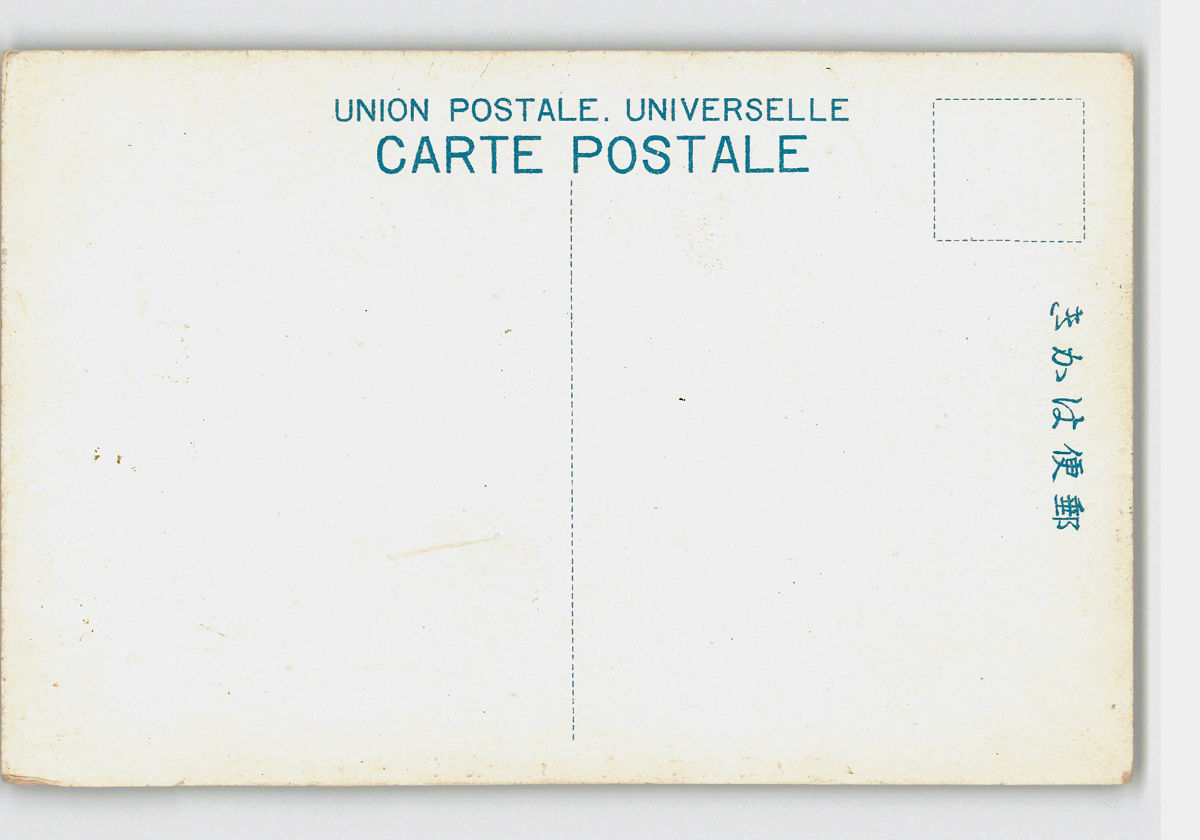 UNION POSTALE. UNIVERSELLE
CARTE POSTALE
郵便はかき